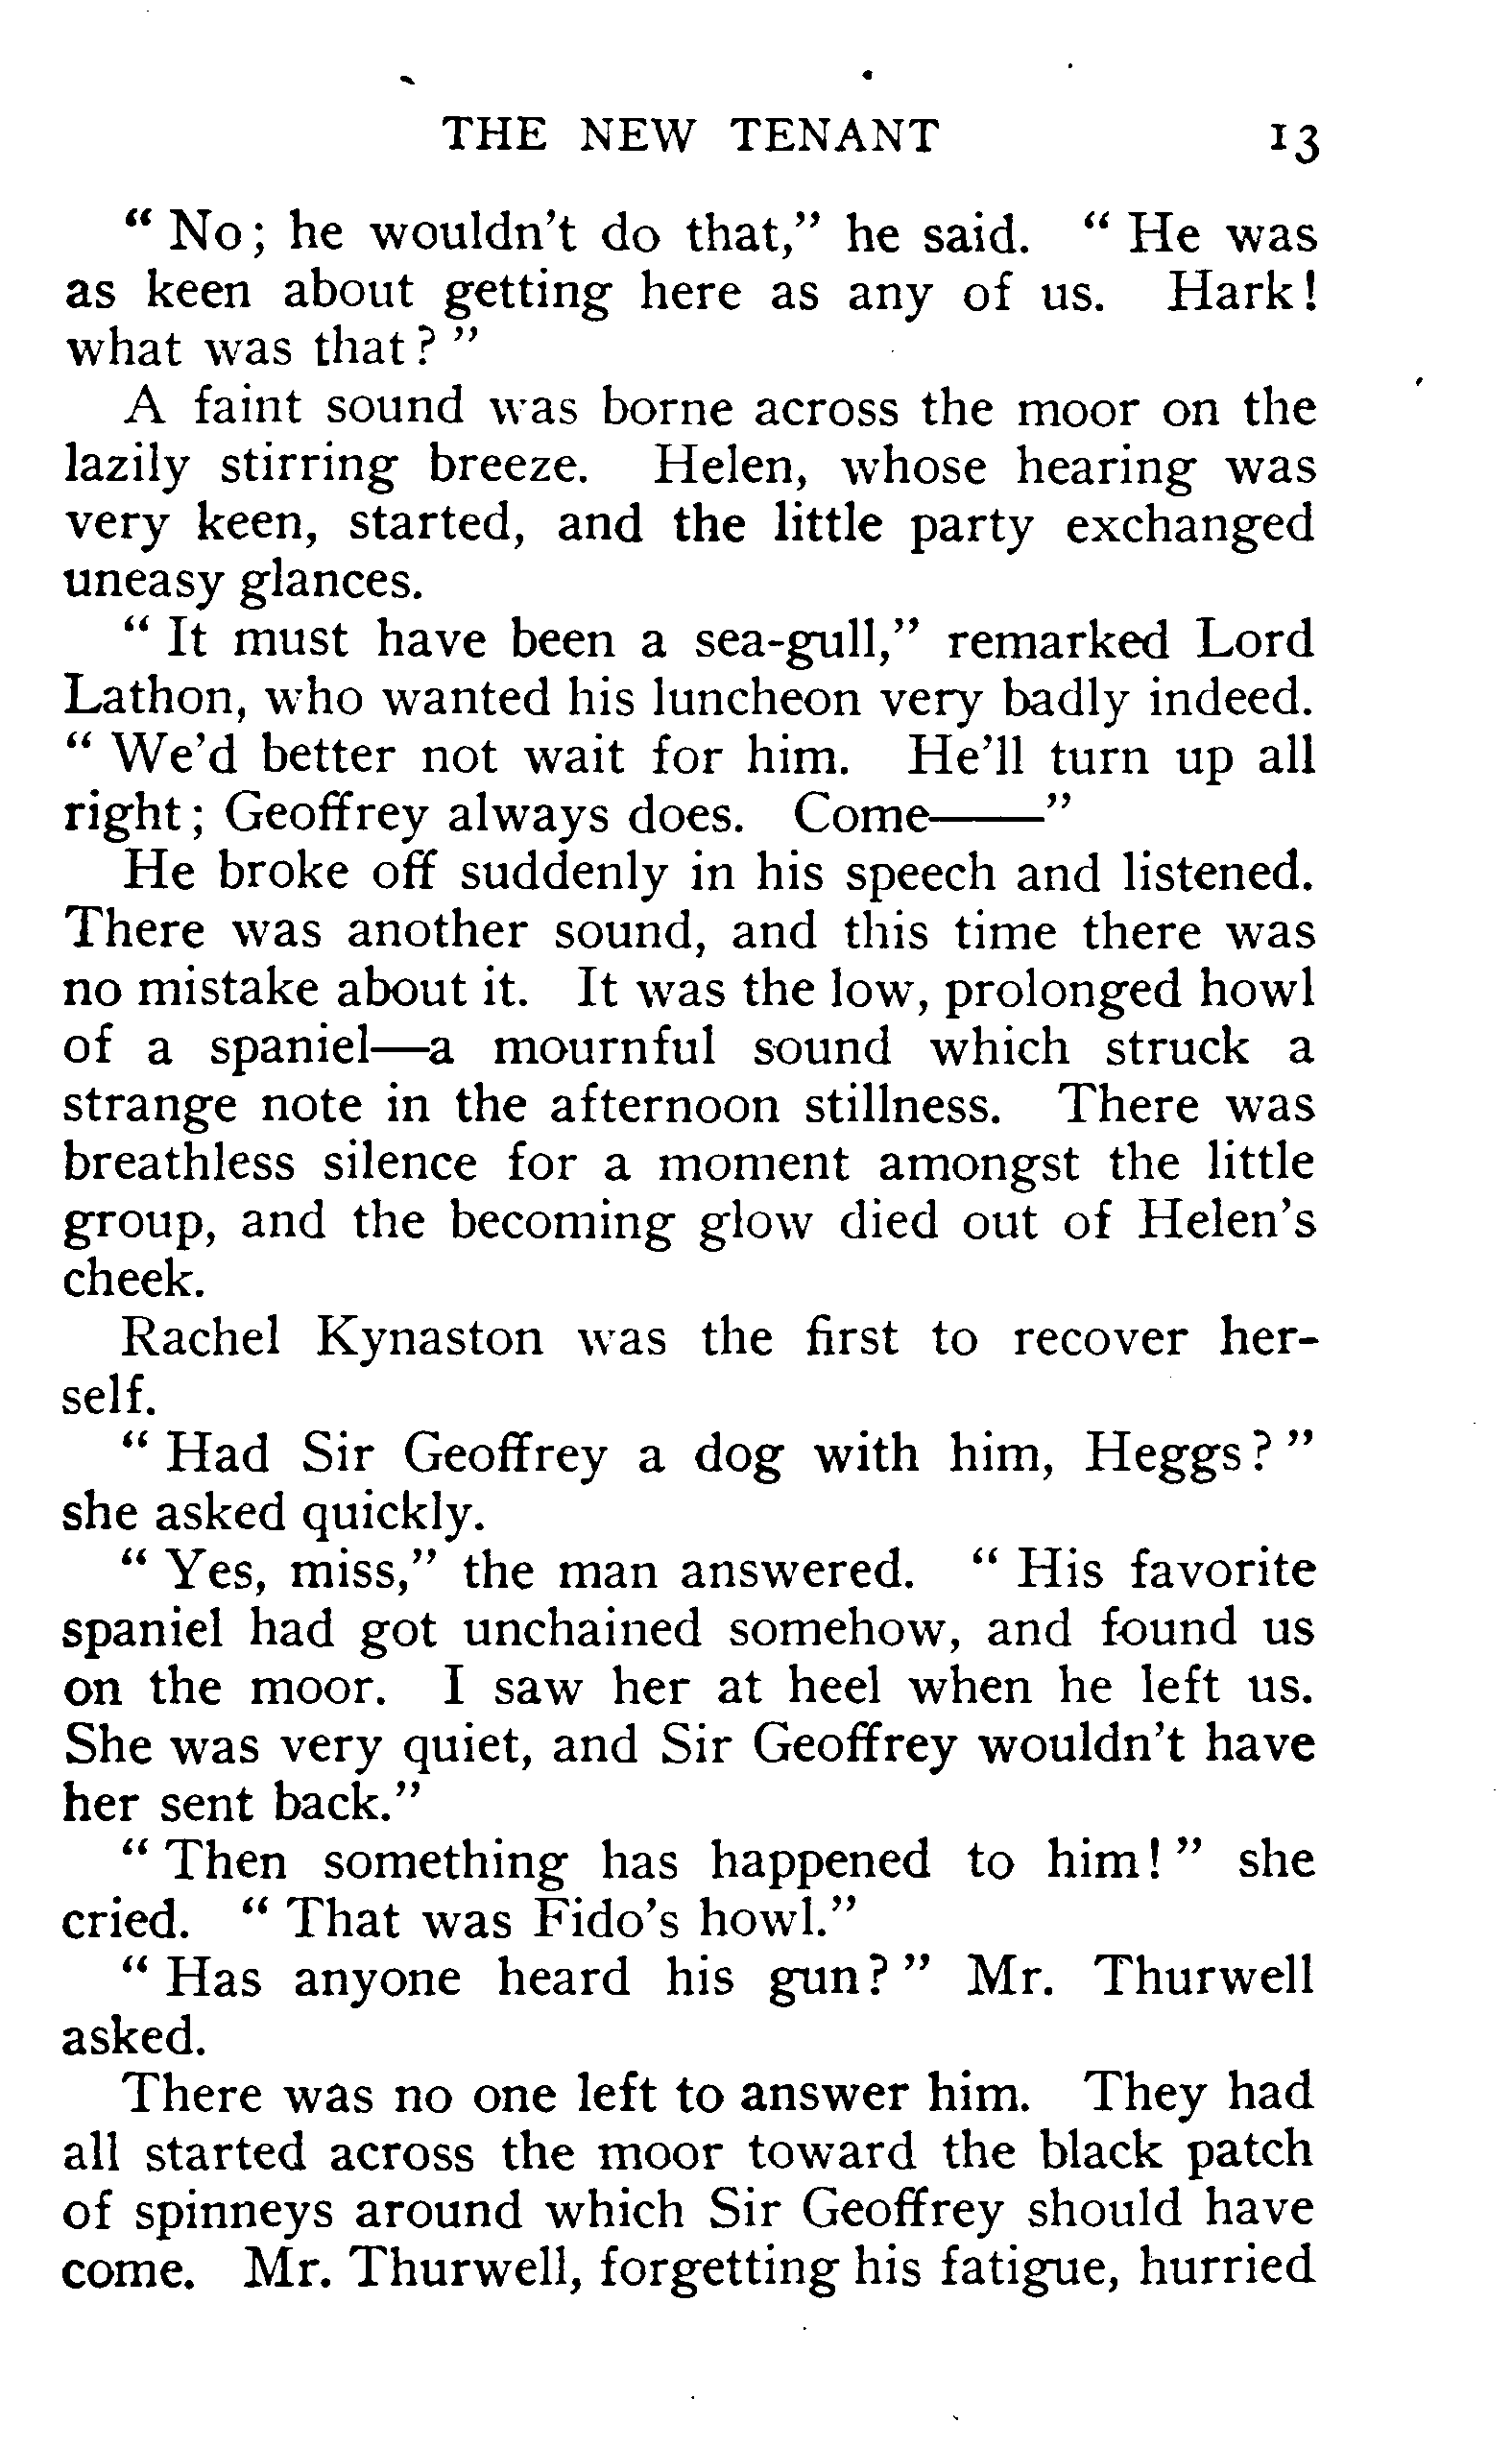 THE NEW TENANT 13
" No; he wouldn't do that," he said. " He was
as keen about getting here as any of us. Hark!
what was that? "
A faint sound was borne across the moor on the
lazily stirring breeze. Helen, whose hearing was
very keen, started, and the little party exchanged
uneasy glances.
" It must have been a sea-gull," remarked Lord
Lathon, who wanted his luncheon very badly indeed.
" We'd better not wait for him. He'll turn up all
right; Geoffrey always does. Come——"
He broke off suddenly in his speech and listened.
There was another sound, and this time there was
no mistake about it. It was the low, prolonged howl
of a spaniel—a mournful sound which struck a
strange note in the afternoon stillness. There was
breathless silence for a moment amongst the little
group, and the becoming glow died out of Helen's
cheek.
Rachel Kynaston was the first to recover her-
self.
" Had Sir Geoffrey a dog with him, Heggs? "
she asked quickly.
" Yes, miss," the man answered. " His favorite
spaniel had got unchained somehow, and found us
on the moor. I saw her at heel when he left us.
She was very quiet, and Sir Geoffrey wouldn't have
her sent back."
" Then something has happened to him! " she
cried. " That was Fido's howl."
" Has anyone heard his gun? " Mr. Thurwell
asked.
There was no one left to answer him. They had
all started across the moor toward the black patch
of spinneys around which Sir Geoffrey should have
come. Mr. Thurwell, forgetting his fatigue, hurried